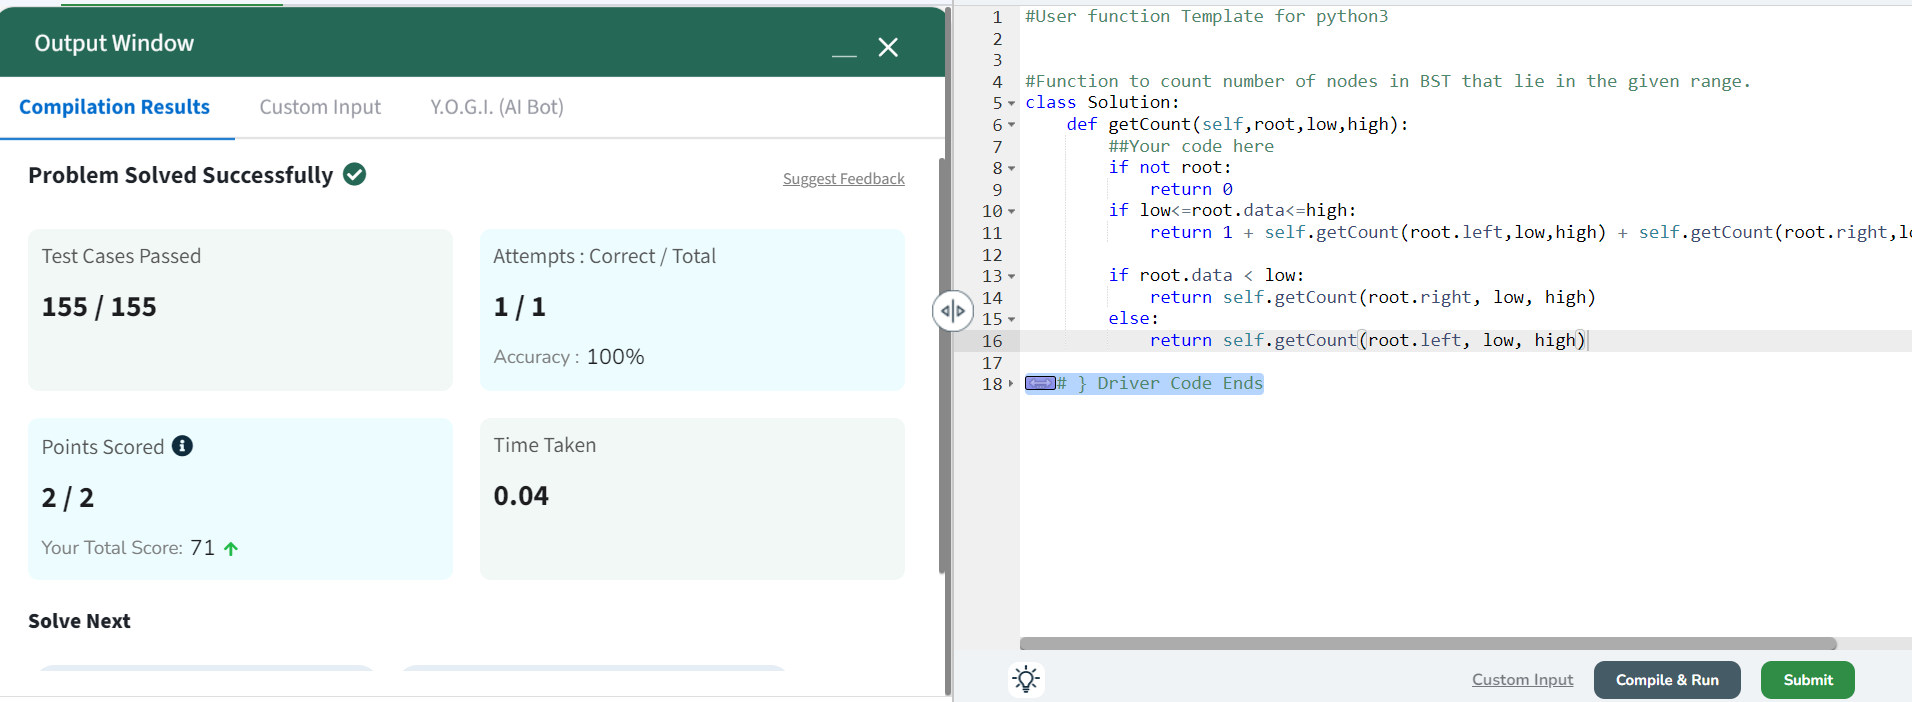 Output Window
Compilation Results
Custom Input
Y.O.G.I. (AI Bot)
Problem Solved Successfully
Suggest Feedback
Test Cases Passed
155 / 155
Attempts : Correct / Total
1 / 1
Accuracy : 100%
Points Scored
2 / 2
Your Total Score: 71
Time Taken
0.04
Solve Next
1 #User function Template for python3
2
3
4 #Function to count number of nodes in BST that lie in the given range.
5 class Solution:
6 def getCount(self,root,low,high):
7 ##Your code here
8 if not root:
9 return 0
10 if low<=root.data<=high:
11 return 1 + self.getCount(root.left,low,high) + self.getCount(root.right,
12
13 if root.data < low:
14 return self.getCount(root.right, low, high)
15 else:
16 return self.getCount(root.left, low, high)
17
18 # } Driver Code Ends
Custom Input
Compile & Run
Submit